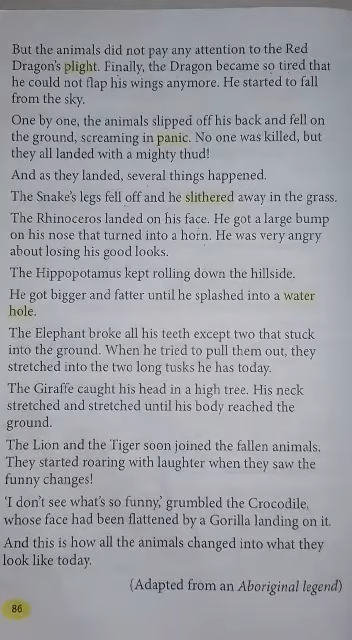 But the animals did not pay any attention to the Red
Dragon's plight. Finally, the Dragon became so tired that
he could not flap his wings anymore. He started to fall
from the sky.
One by one, the animals slipped off his back and fell on
the ground, screaming in panic. No one was killed, but
they all landed with a mighty thud!
And as they landed, several things happened.
The Snake's legs fell off and he slithered away in the grass.
The Rhinoceros landed on his face. He got a large bump
on his nose that turned into a horn. He was very angry
about losing his good looks.
The Hippopotamus kept rolling down the hillside.
He got bigger and fatter until he splashed into a water
hole.
The Elephant broke all his teeth except two that stuck
into the ground. When he tried to pull them out, they
stretched into the two long tusks he has today.
The Giraffe caught his head in a high tree. His neck
stretched and stretched until his body reached the
ground.
The Lion and the Tiger soon joined the fallen animals.
They started roaring with laughter when they saw the
funny changes!
'I don't see what's so funny,' grumbled the Crocodile,
whose face had been flattened by a Gorilla landing on it.
And this is how all the animals changed into what they
look like today.
(Adapted from an Aboriginal legend)
86